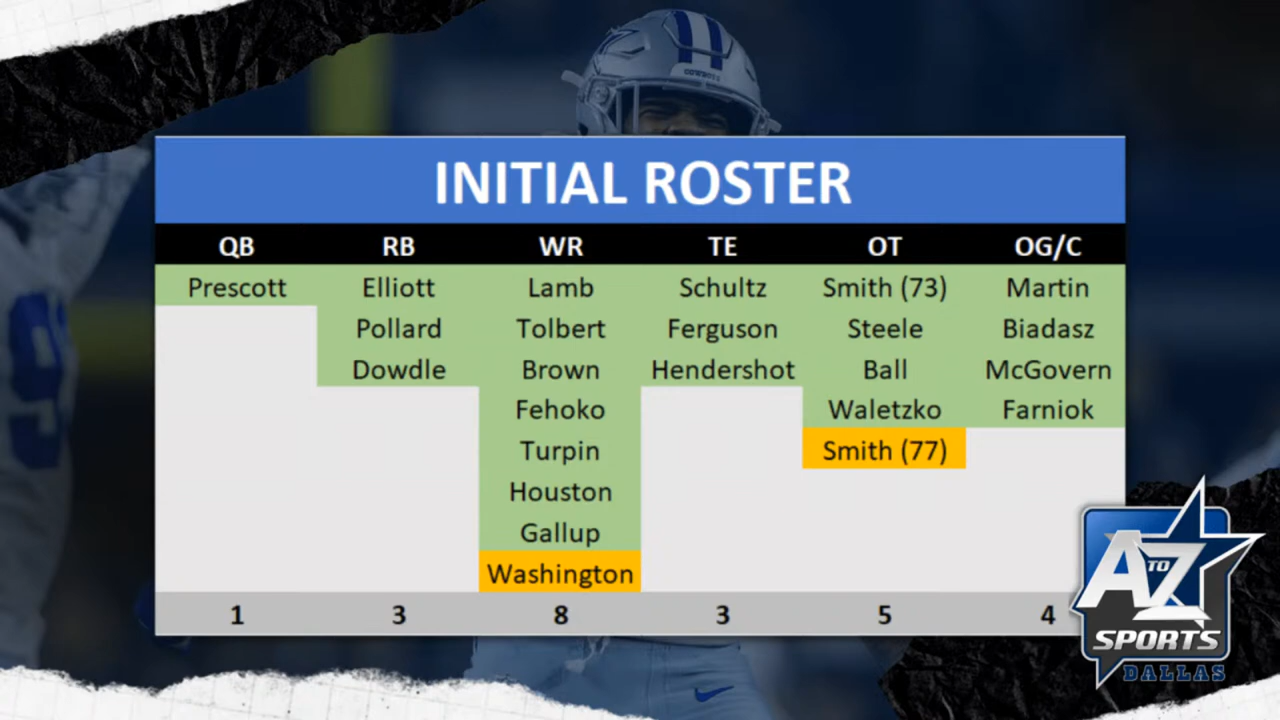 COWBOYS
INITIAL ROSTER
QB RB WR TE OT OG/C
Prescott Elliott Lamb Schultz Smith (73) Martin
Pollard Tolbert Ferguson Steele Biadasz
Dowdle Brown Hendershot Ball McGovern
Fehoko Waletzko Farniok
Turpin Smith (77)
Houston
Gallup
Washington
1 3 8 3 5 4
A TO Z
SPORTS
DALLAS